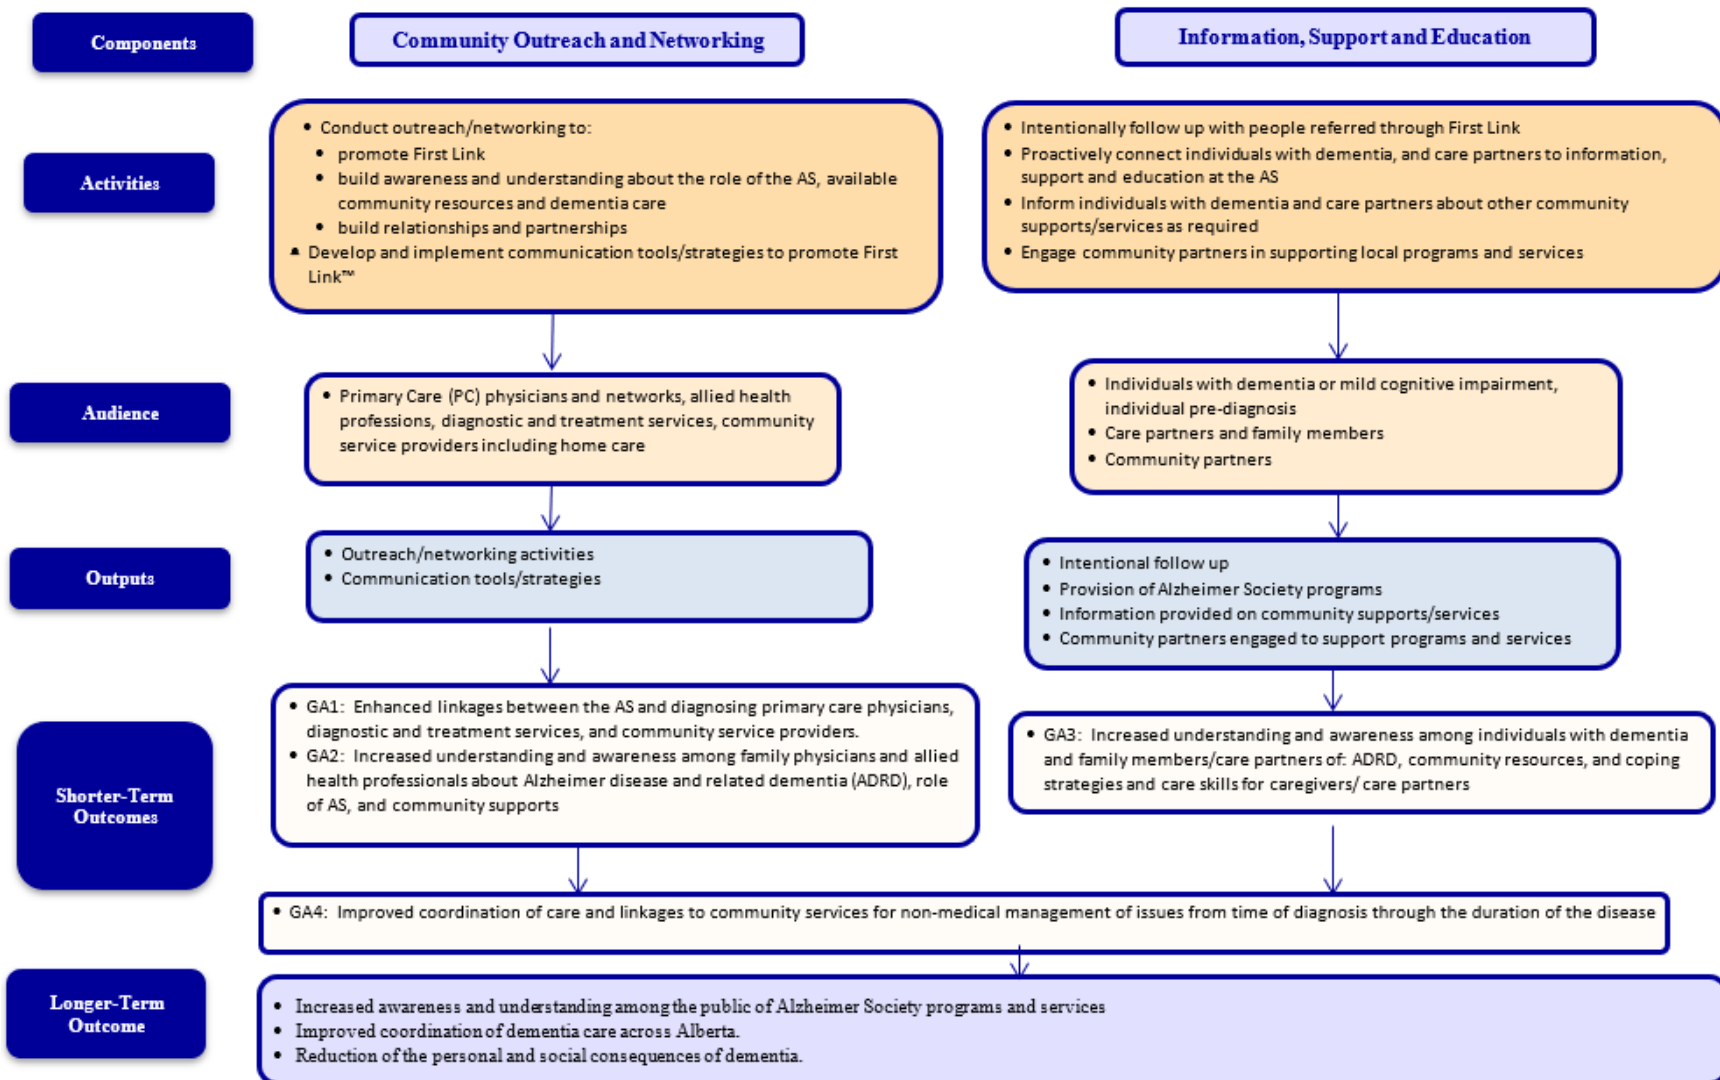 Components
Community Outreach and Networking
Information, Support and Education
Activities
• Conduct outreach/networking to:
• promote First Link
• build awareness and understanding about the role of the AS, available
community resources and dementia care
• build relationships and partnerships
Develop and implement communication tools/strategies to promote First
Link™
• Intentionally follow up with people referred through First Link
• Proactively connect individuals with dementia, and care partners to information,
support and education at the AS
• Inform individuals with dementia and care partners about other community
supports/services as required
• Engage community partners in supporting local programs and services
Audience
• Primary Care (PC) physicians and networks, allied health
professions, diagnostic and treatment services, community
service providers including home care
• Individuals with dementia or mild cognitive impairment,
individual pre-diagnosis
• Care partners and family members
• Community partners
Outputs
• Outreach/networking activities
• Communication tools/strategies
• Intentional follow up
• Provision of Alzheimer Society programs
• Information provided on community supports/services
• Community partners engaged to support programs and services
Shorter-Term
Outcomes
• GA1: Enhanced linkages between the AS and diagnosing primary care physicians,
diagnostic and treatment services, and community service providers.
• GA2: Increased understanding and awareness among family physicians and allied
health professionals about Alzheimer disease and related dementia (ADRD), role
of AS, and community supports
• GA3: Increased understanding and awareness among individuals with dementia
and family members/care partners of: ADRD, community resources, and coping
strategies and care skills for caregivers/ care partners
• GA4: Improved coordination of care and linkages to community services for non-medical management of issues from time of diagnosis through the duration of the disease
Longer-Term
Outcome
• Increased awareness and understanding among the public of Alzheimer Society programs and services
• Improved coordination of dementia care across Alberta.
• Reduction of the personal and social consequences of dementia.